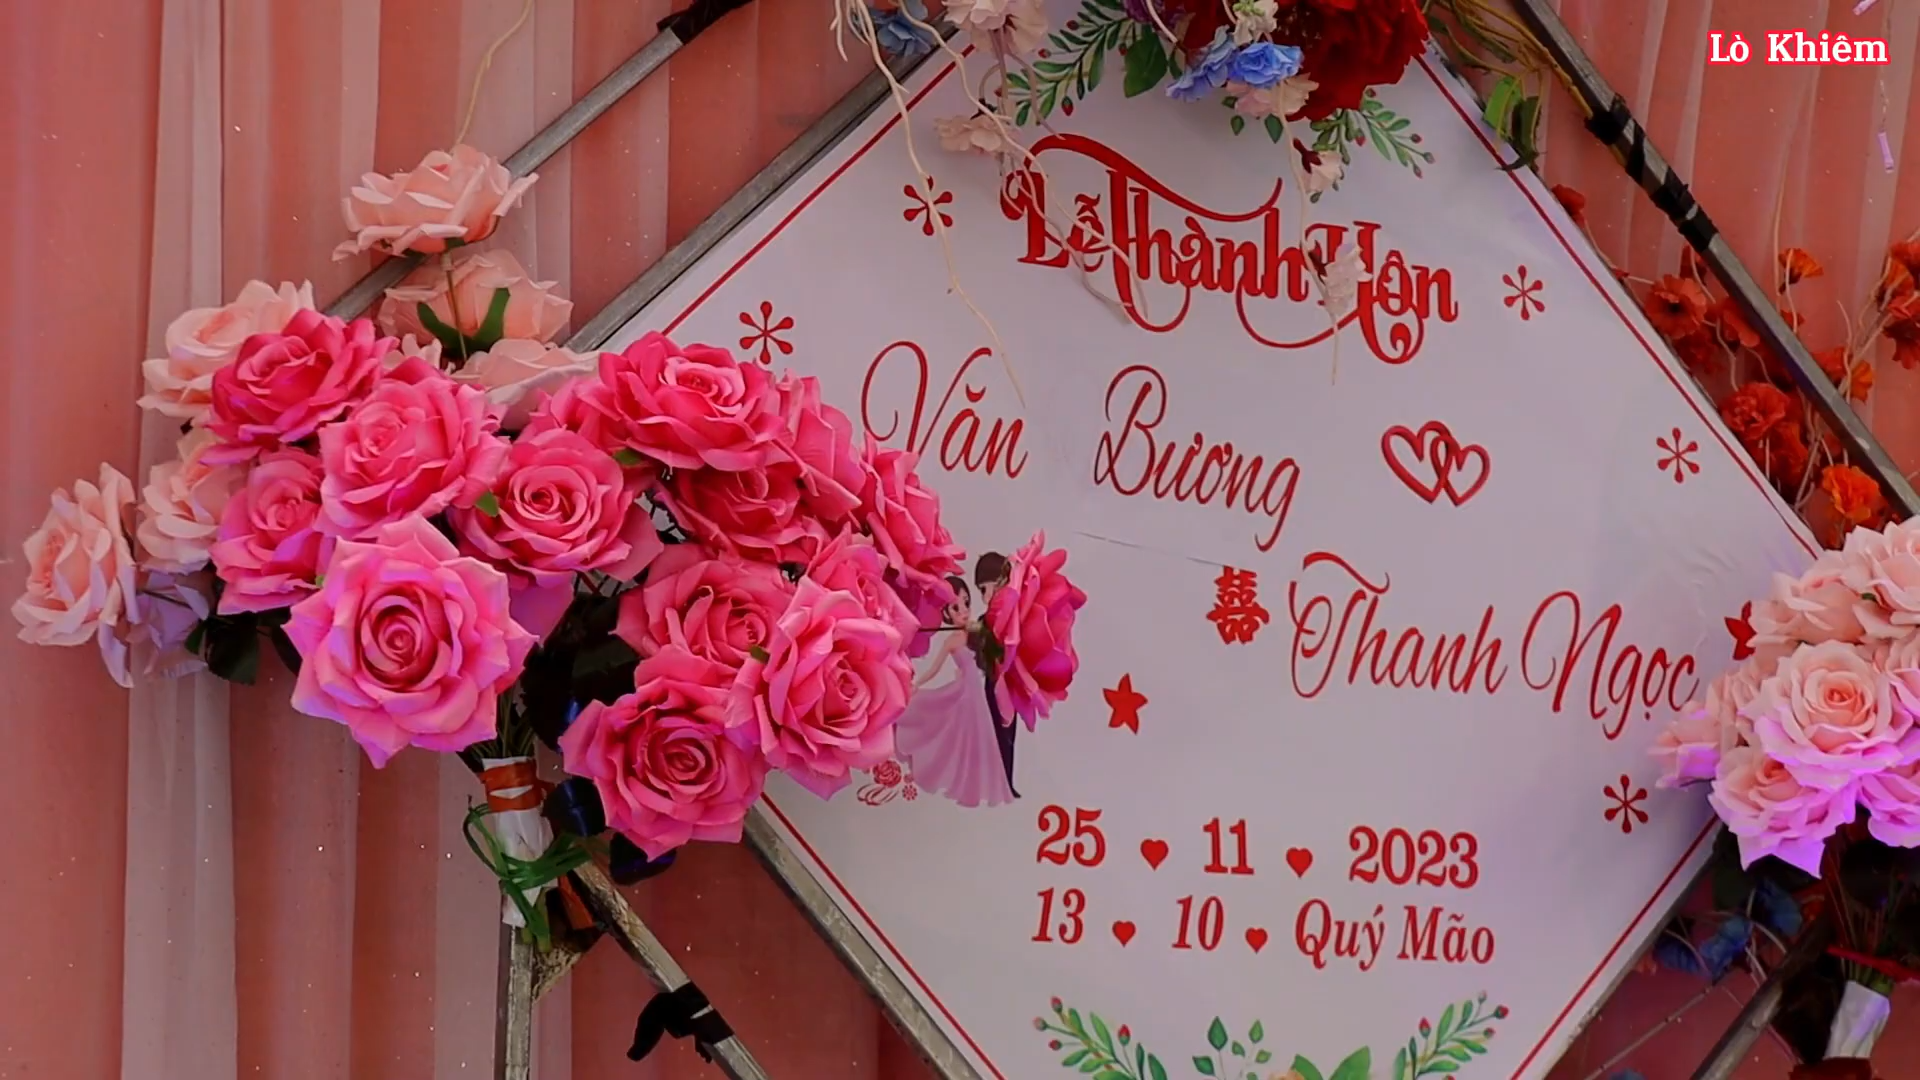 Lò Khiêm
Lễ Thành Hôn
Văn Bương
囍 Thanh Ngọc
25 11 2023
13 10 Quý Mão